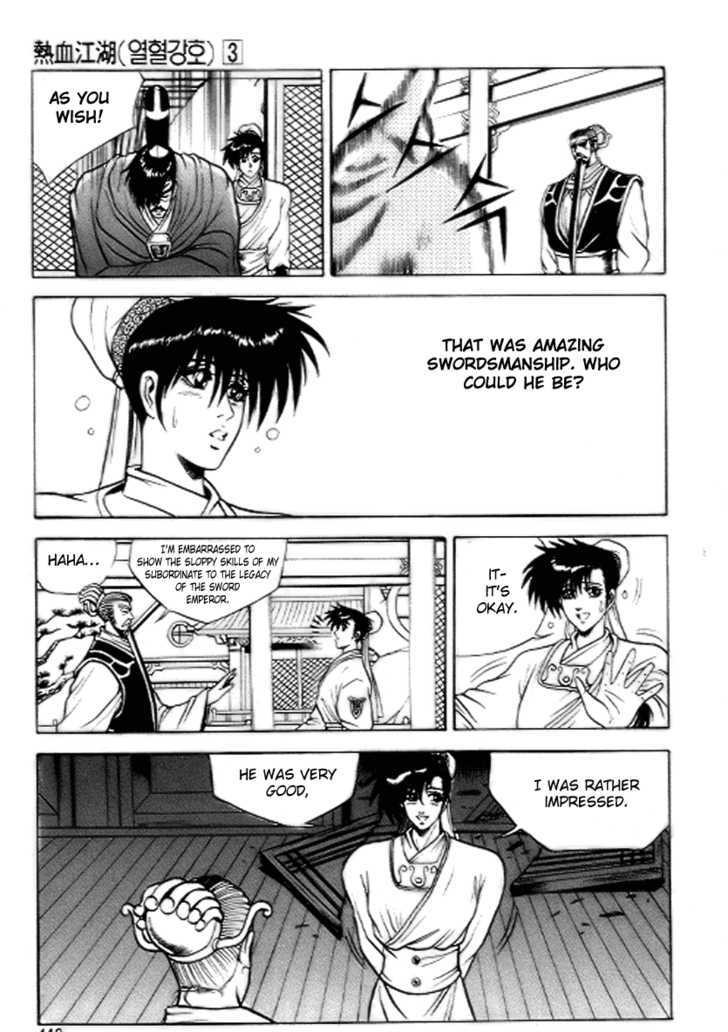 熱血江湖(열혈강호) 3
AS YOU
WISH!
THAT WAS AMAZING
SWORDSMANSHIP. WHO
COULD HE BE?
HAHA...
I'M EMBARRASSED TO
SHOW THE SLOPPY SKILLS OF MY
SUBORDINATE TO THE LEGACY
OF THE SWORD
EMPEROR.
IT-
IT'S
OKAY.
HE WAS VERY
GOOD,
I WAS RATHER
IMPRESSED.